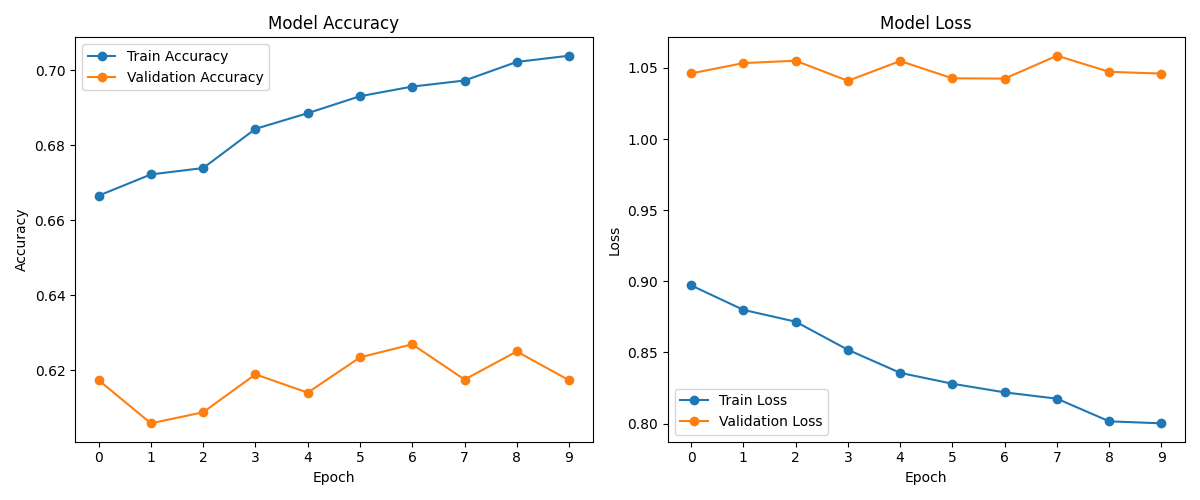 Model Accuracy
Train Accuracy
Validation Accuracy
0.70
0.68
0.66
0.64
0.62
Accuracy
0 1 2 3 4 5 6 7 8 9
Epoch
Model Loss
1.05
1.00
0.95
0.90
0.85
0.80
Loss
Train Loss
Validation Loss
0 1 2 3 4 5 6 7 8 9
Epoch